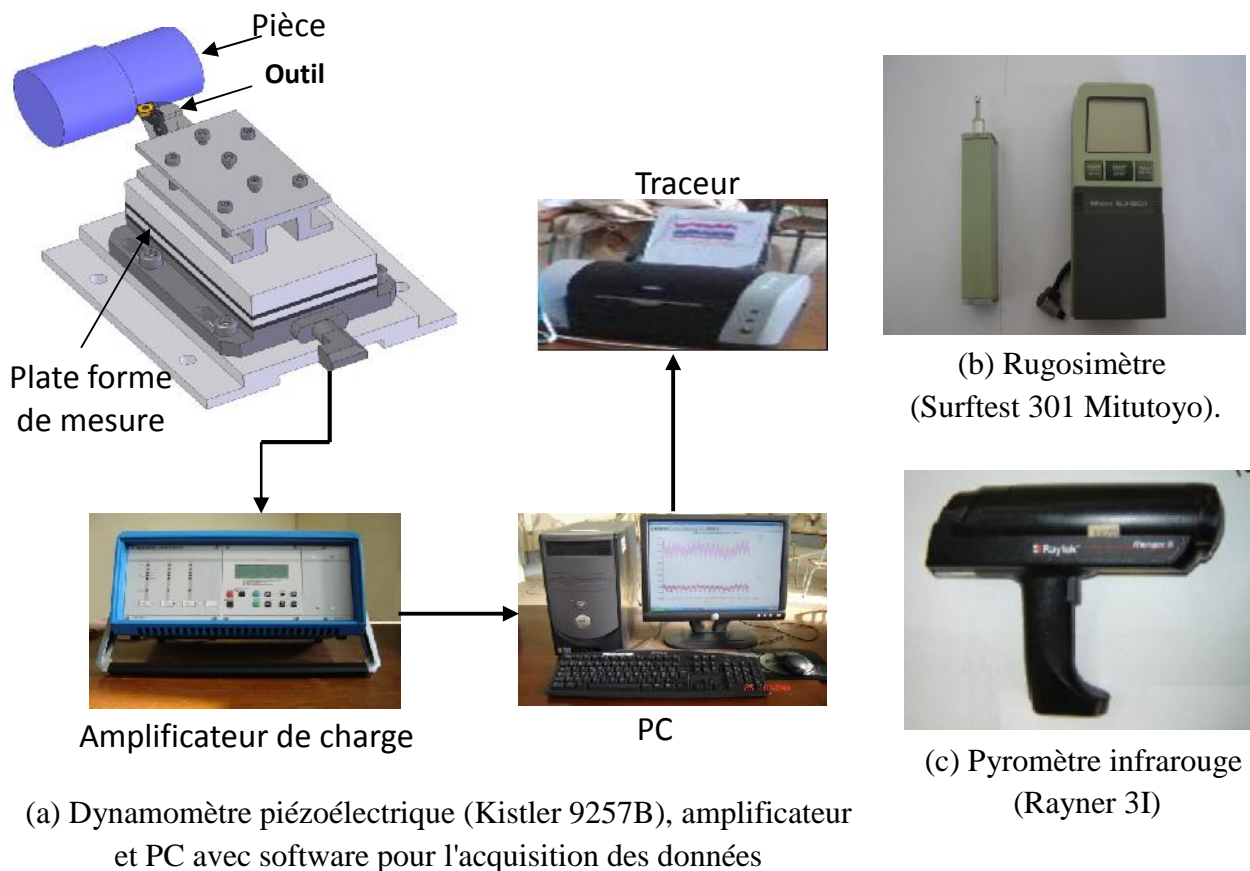 Pièce
Outil
Plate forme
de mesure
Traceur
Amplificateur de charge
PC
(a) Dynamomètre piézoélectrique (Kistler 9257B), amplificateur
et PC avec software pour l'acquisition des données
(b) Rugosimètre
(Surftest 301 Mitutoyo).
Raytek
(c) Pyromètre infrarouge
(Rayner 3I)